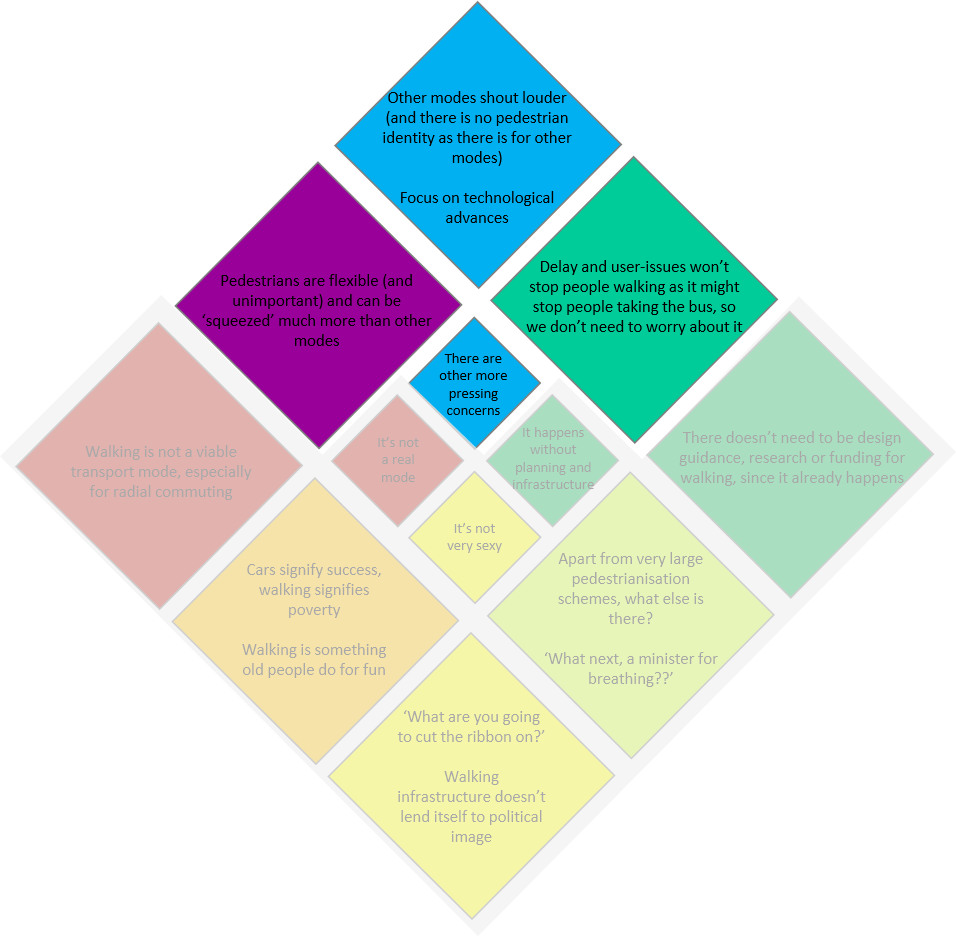 Other modes shout louder
(and there is no pedestrian
identity as there is for other
modes)
Focus on technological
advances
Pedestrians are flexible (and
unimportant) and can be
‘squeezed’ much more than other
modes
Delay and user-issues won’t
stop people walking as it might
stop people taking the bus, so
we don’t need to worry about it
There are
other more
pressing
concerns
Walking is not a viable
transport mode, especially
for radial commuting
It’s not
a real
mode
It happens
without
planning and
infrastructure
There doesn’t need to be design
guidance, research or funding for
walking, since it already happens
It’s not
very sexy
Cars signify success,
walking signifies
poverty
Walking is something
old people do for fun
Apart from very large
pedestrianisation
schemes, what else is
there?
‘What next, a minister for
breathing??’
‘What are you going
to cut the ribbon on?’
Walking
infrastructure doesn’t
lend itself to political
image